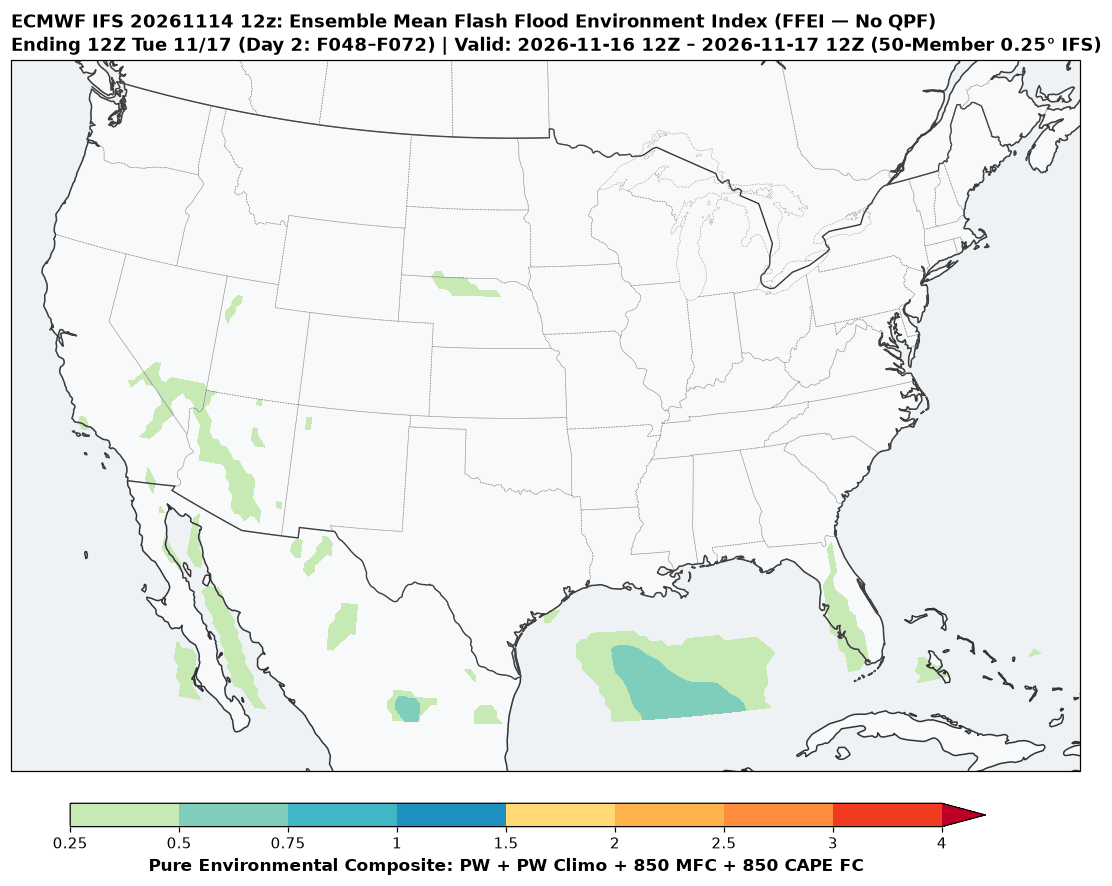 ECMWF IFS 20261114 12z: Ensemble Mean Flash Flood Environment Index (FFEI — No QPF)
Ending 12Z Tue 11/17 (Day 2: F048–F072) | Valid: 2026-11-16 12Z – 2026-11-17 12Z (50-Member 0.25° IFS)
0.25 0.5 0.75 1 1.5 2 2.5 3 4
Pure Environmental Composite: PW + PW Climo + 850 MFC + 850 CAPE FC